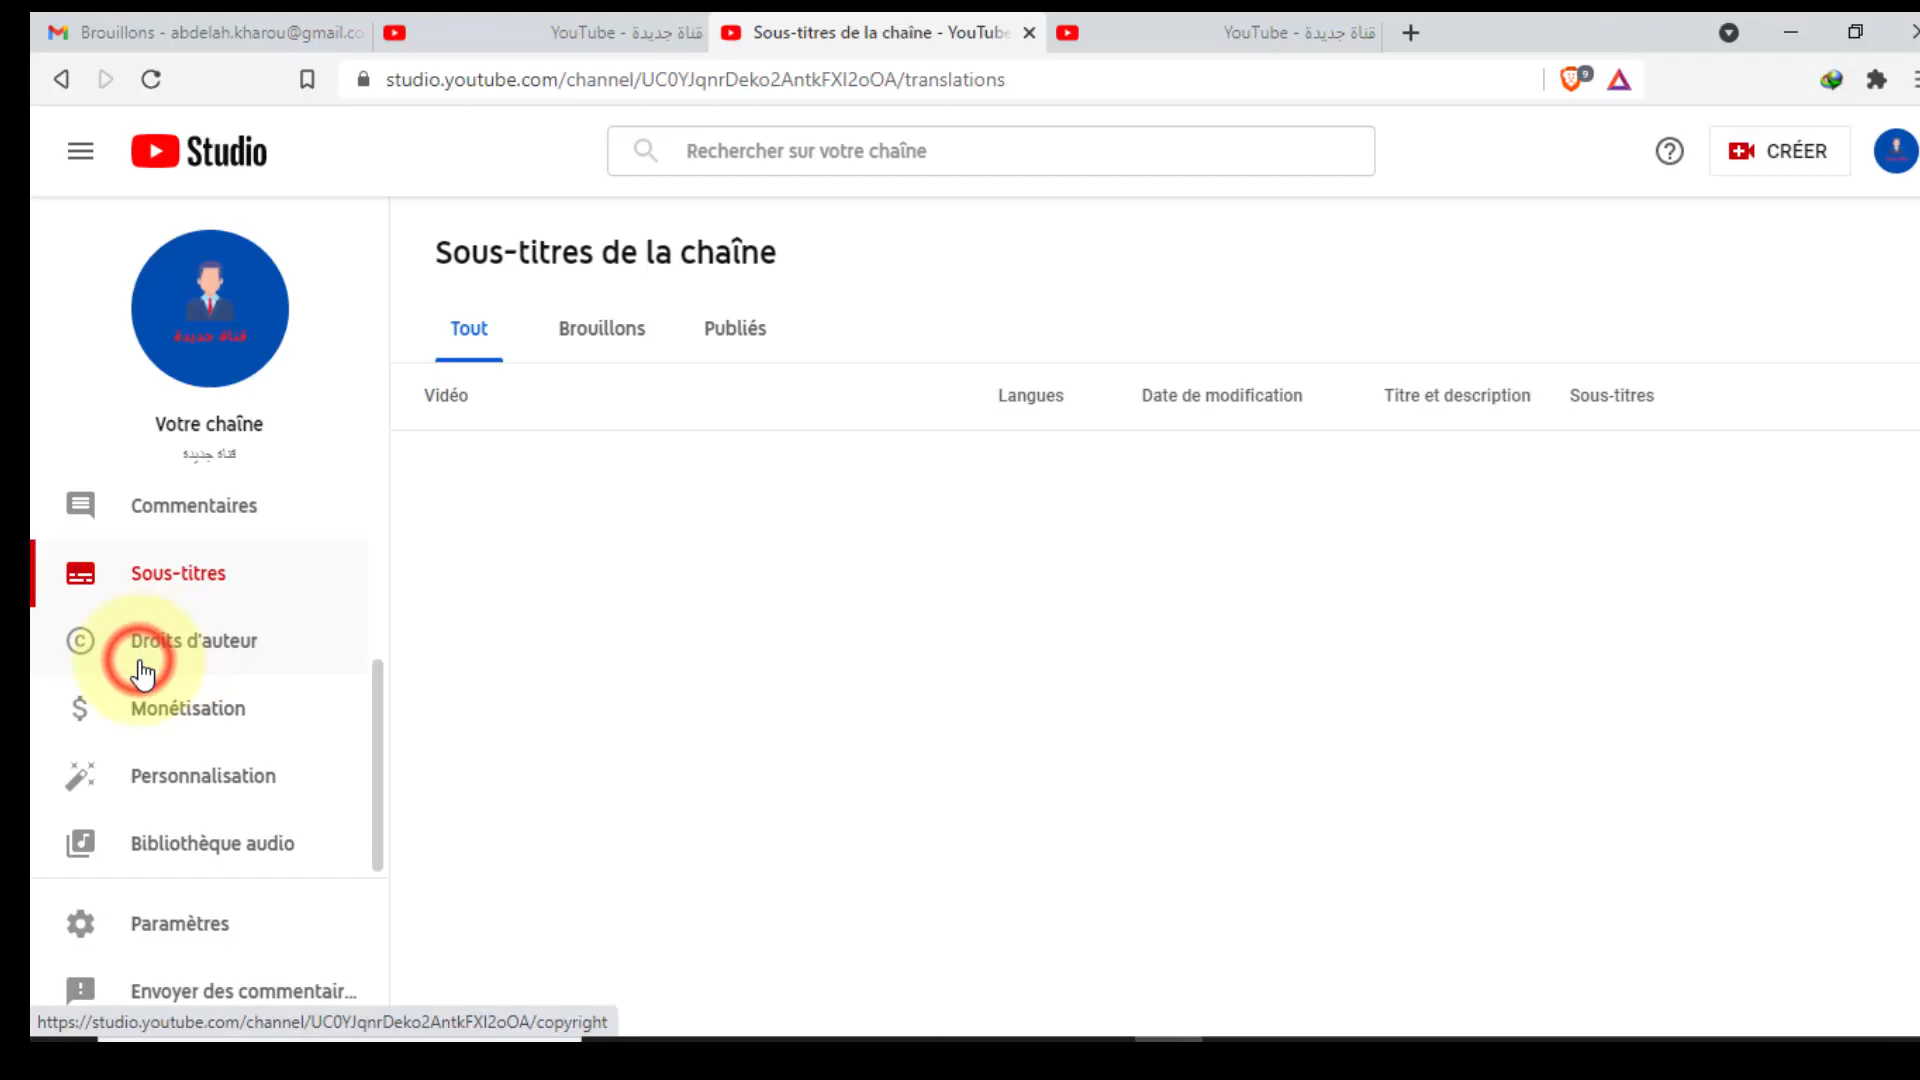 Brouillons - abdelah.kharou@gmail.co
قناة جديدة - YouTube
Sous-titres de la chaîne - YouTube
قناة جديدة - YouTube
studio.youtube.com/channel/UC0YJqnrDeko2AntkFXI2oOA/translations
9
Studio
Rechercher sur votre chaîne
CRÉER
قناة جديدة
Votre chaîne
قناة جديدة
Commentaires
Sous-titres
Droits d'auteur
Monétisation
Personnalisation
Bibliothèque audio
Paramètres
Envoyer des commentair...
Sous-titres de la chaîne
Tout Brouillons Publiés
Vidéo Langues Date de modification Titre et description Sous-titres
https://studio.youtube.com/channel/UC0YJqnrDeko2AntkFXI2oOA/copyright